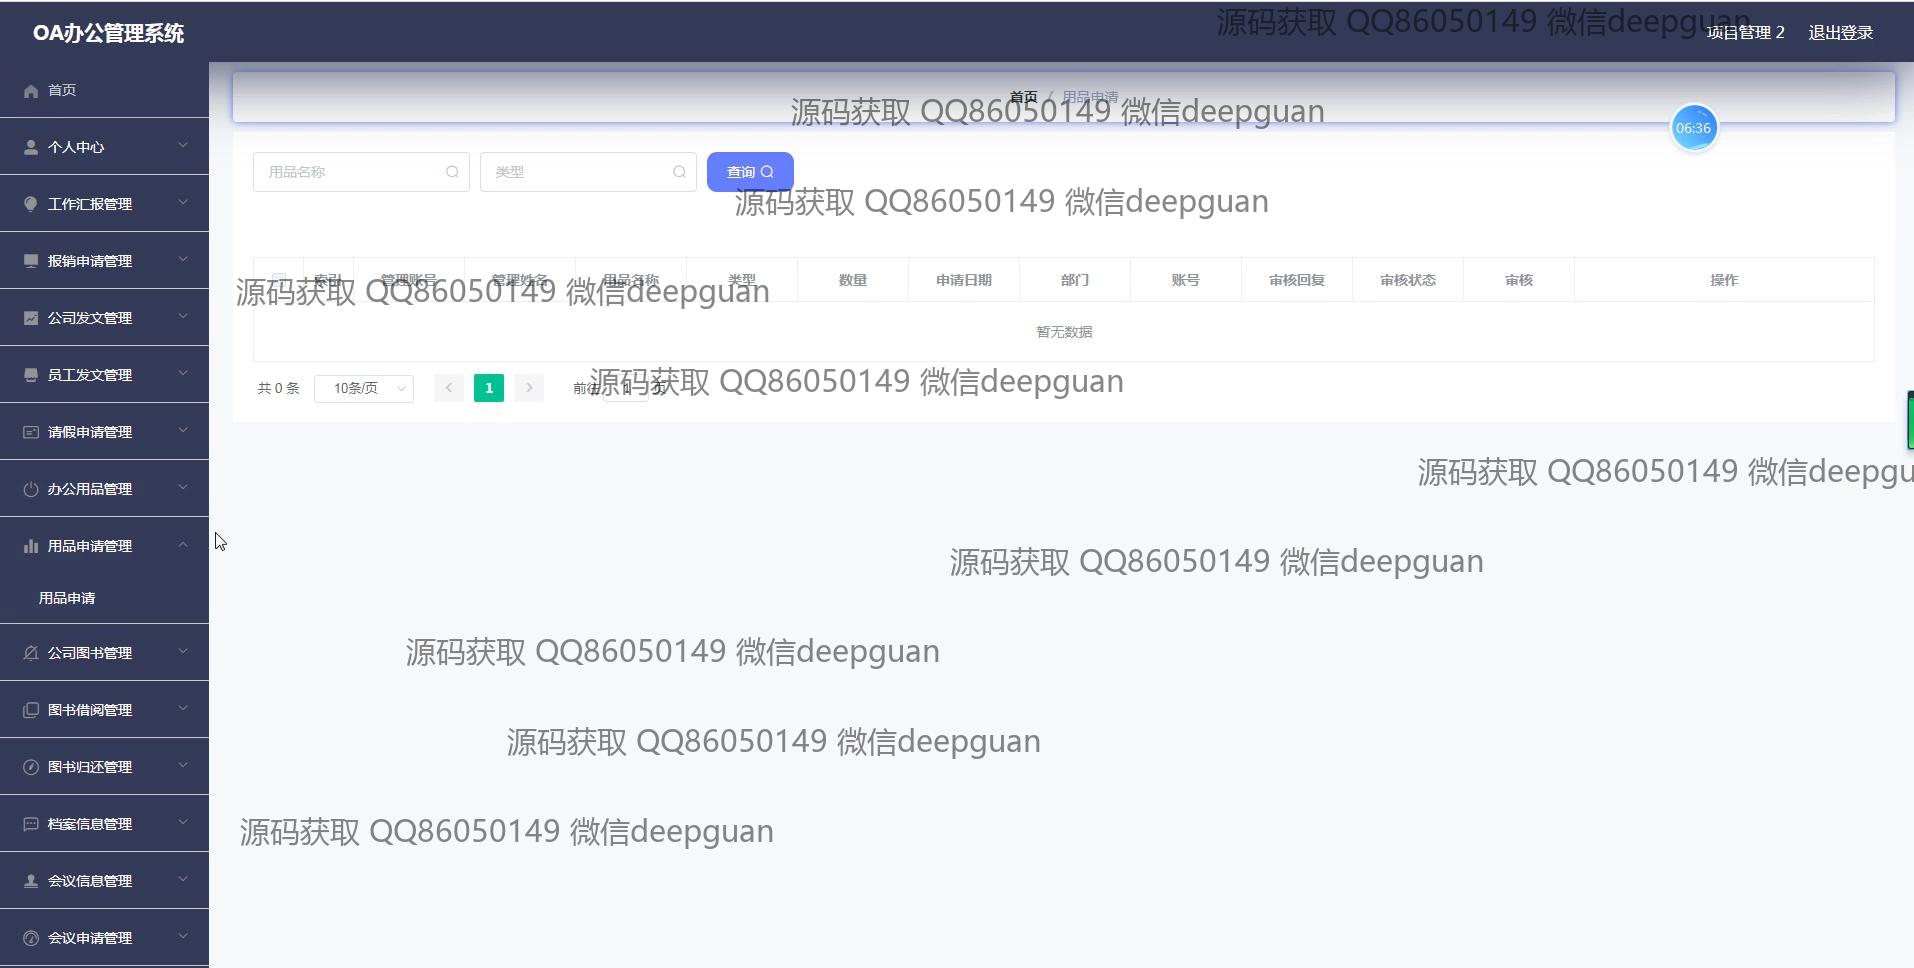 OA办公管理系统
源码获取 QQ86050149 微信deepguan
项目管理 2 退出登录
首页
首页 / 用品申请
源码获取 QQ86050149 微信deepguan
06:36
个人中心
用品名称 类型 查询
工作汇报管理
源码获取 QQ86050149 微信deepguan
报销申请管理
索引 管理账号 管理姓名 用品名称 类型 数量 申请日期 部门 账号 审核回复 审核状态 审核 操作
源码获取 QQ86050149 微信deepguan
公司发文管理
暂无数据
员工发文管理
共 0 条 10条/页 1 前往 1 页
源码获取 QQ86050149 微信deepguan
请假申请管理
源码获取 QQ86050149 微信deepgu
办公用品管理
用品申请管理
源码获取 QQ86050149 微信deepguan
用品申请
公司图书管理
源码获取 QQ86050149 微信deepguan
图书借阅管理
源码获取 QQ86050149 微信deepguan
图书归还管理
档案信息管理
源码获取 QQ86050149 微信deepguan
会议信息管理
会议申请管理